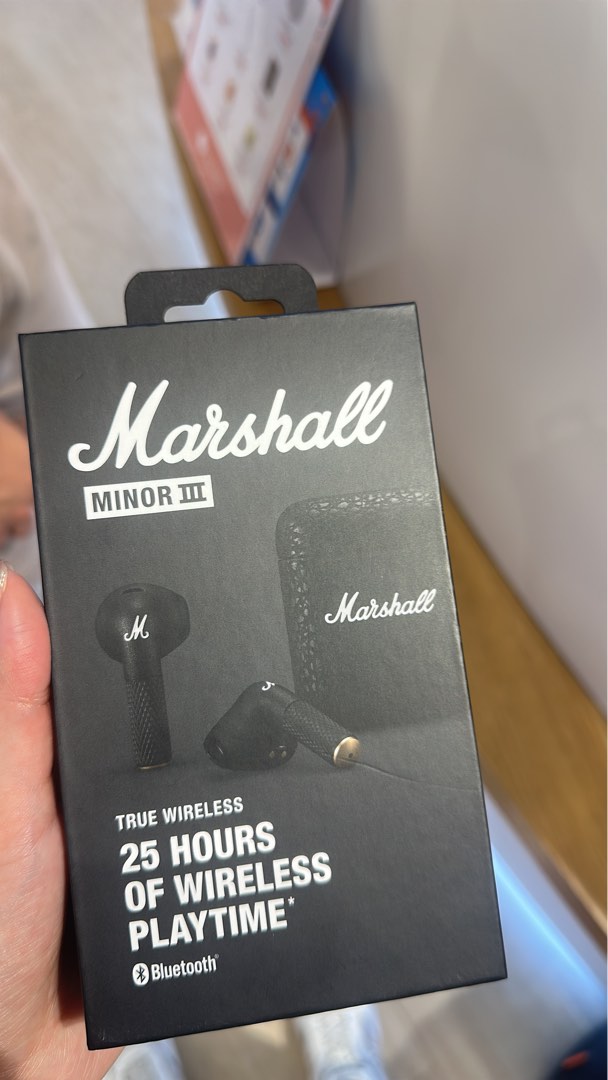 Marshall
MINOR III
Marshall
M
TRUE WIRELESS
25 HOURS
OF WIRELESS
PLAYTIME*
Bluetooth®